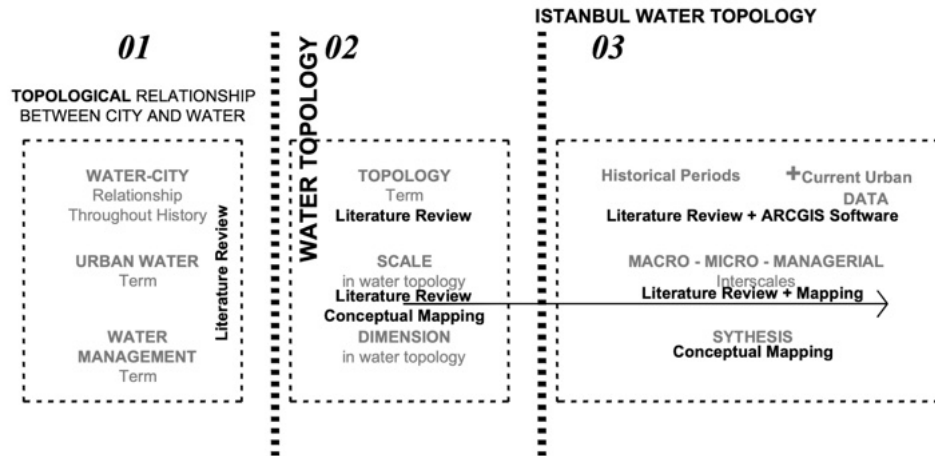 ISTANBUL WATER TOPOLOGY
01
TOPOLOGICAL RELATIONSHIP
BETWEEN CITY AND WATER
WATER-CITY
Relationship
Throughout History
URBAN WATER
Term
WATER
MANAGEMENT
Term
Literature Review
WATER TOPOLOGY
02
TOPOLOGY
Term
Literature Review
SCALE
in water topology
Literature Review
Conceptual Mapping
DIMENSION
in water topology
03
Historical Periods
+Current Urban
DATA
Literature Review + ARCGIS Software
MACRO - MICRO - MANAGERIAL
Interscales
Literature Review + Mapping
SYTHESIS
Conceptual Mapping